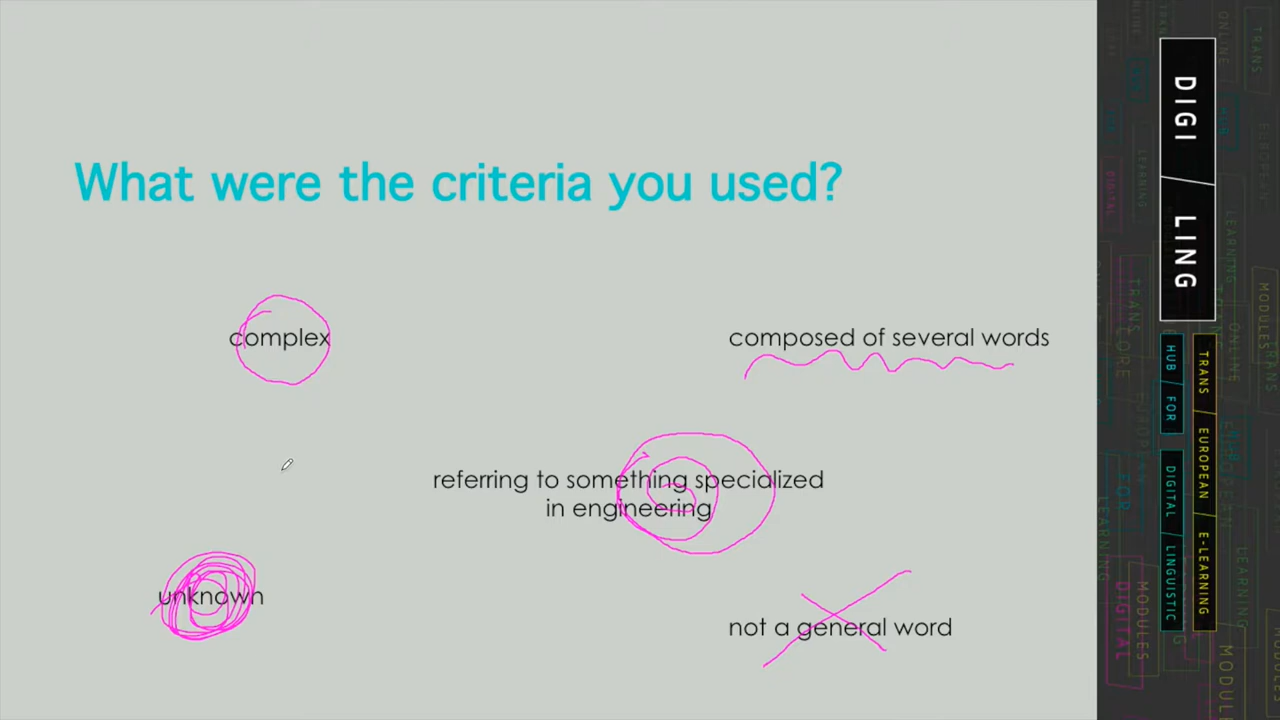 What were the criteria you used?
complex
composed of several words
referring to something specialized
in engineering
unknown
not a general word
DIGI / LING
HUB / FOR / DIGITAL / LINGUISTIC
TRANS / EUROPEAN / E-LEARNING